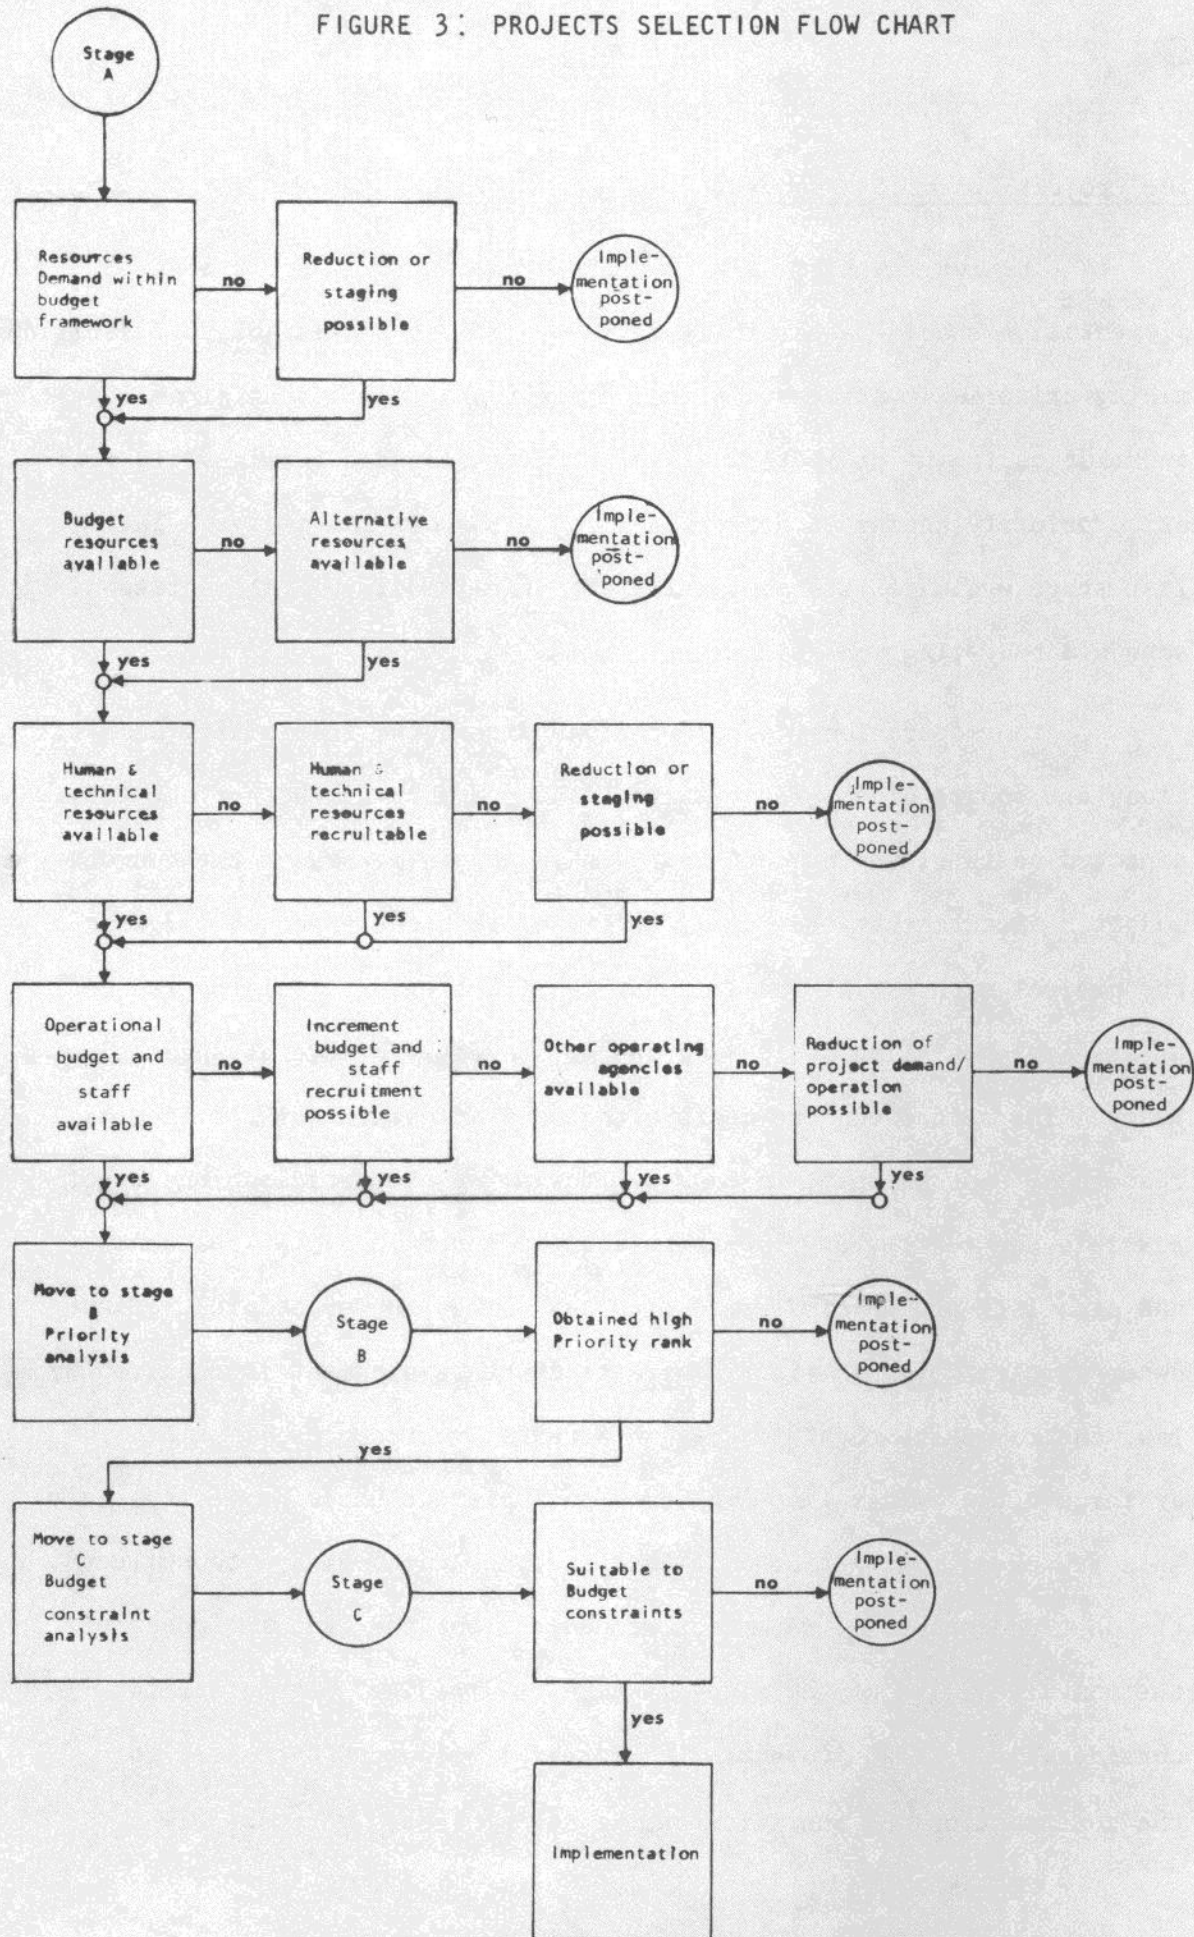 FIGURE 3: PROJECTS SELECTION FLOW CHART
Stage
A
Resources
Demand within
budget
framework
no
Reduction or
staging
possible
no
Imple-
mentation
post-
poned
yes
yes
Budget
resources
available
no
Alternative
resources
available
no
Imple-
mentation
post-
poned
yes
yes
Human &
technical
resources
available
no
Human &
technical
resources
recruitable
no
Reduction or
staging
possible
no
Imple-
mentation
post-
poned
yes
yes
yes
Operational
budget and
staff
available
no
Increment
budget and
staff
recruitment
possible
no
Other operating
agencies
available
no
Reduction of
project demand/
operation
possible
no
Imple-
mentation
post-
poned
yes
yes
yes
yes
Move to stage
B
Priority
analysis
Stage
B
Obtained high
Priority rank
no
Imple-
mentation
post-
poned
yes
Move to stage
C
Budget
constraint
analysis
Stage
C
Suitable to
Budget
constraints
no
Imple-
mentation
post-
poned
yes
Implementation